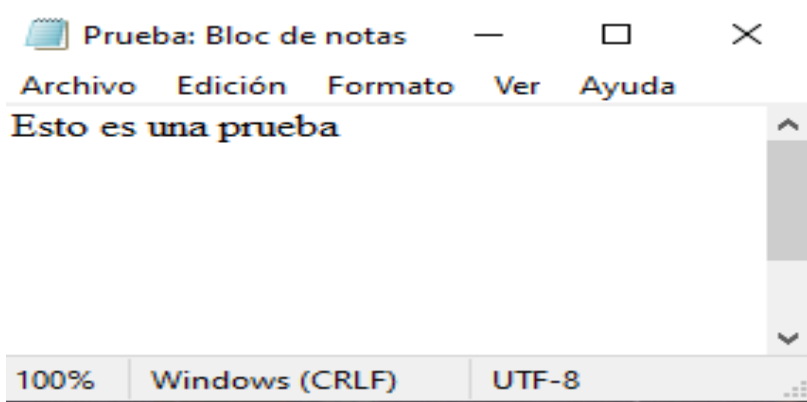 Prueba: Bloc de notas
Archivo Edición Formato Ver Ayuda
Esto es una prueba
100% Windows (CRLF) UTF-8